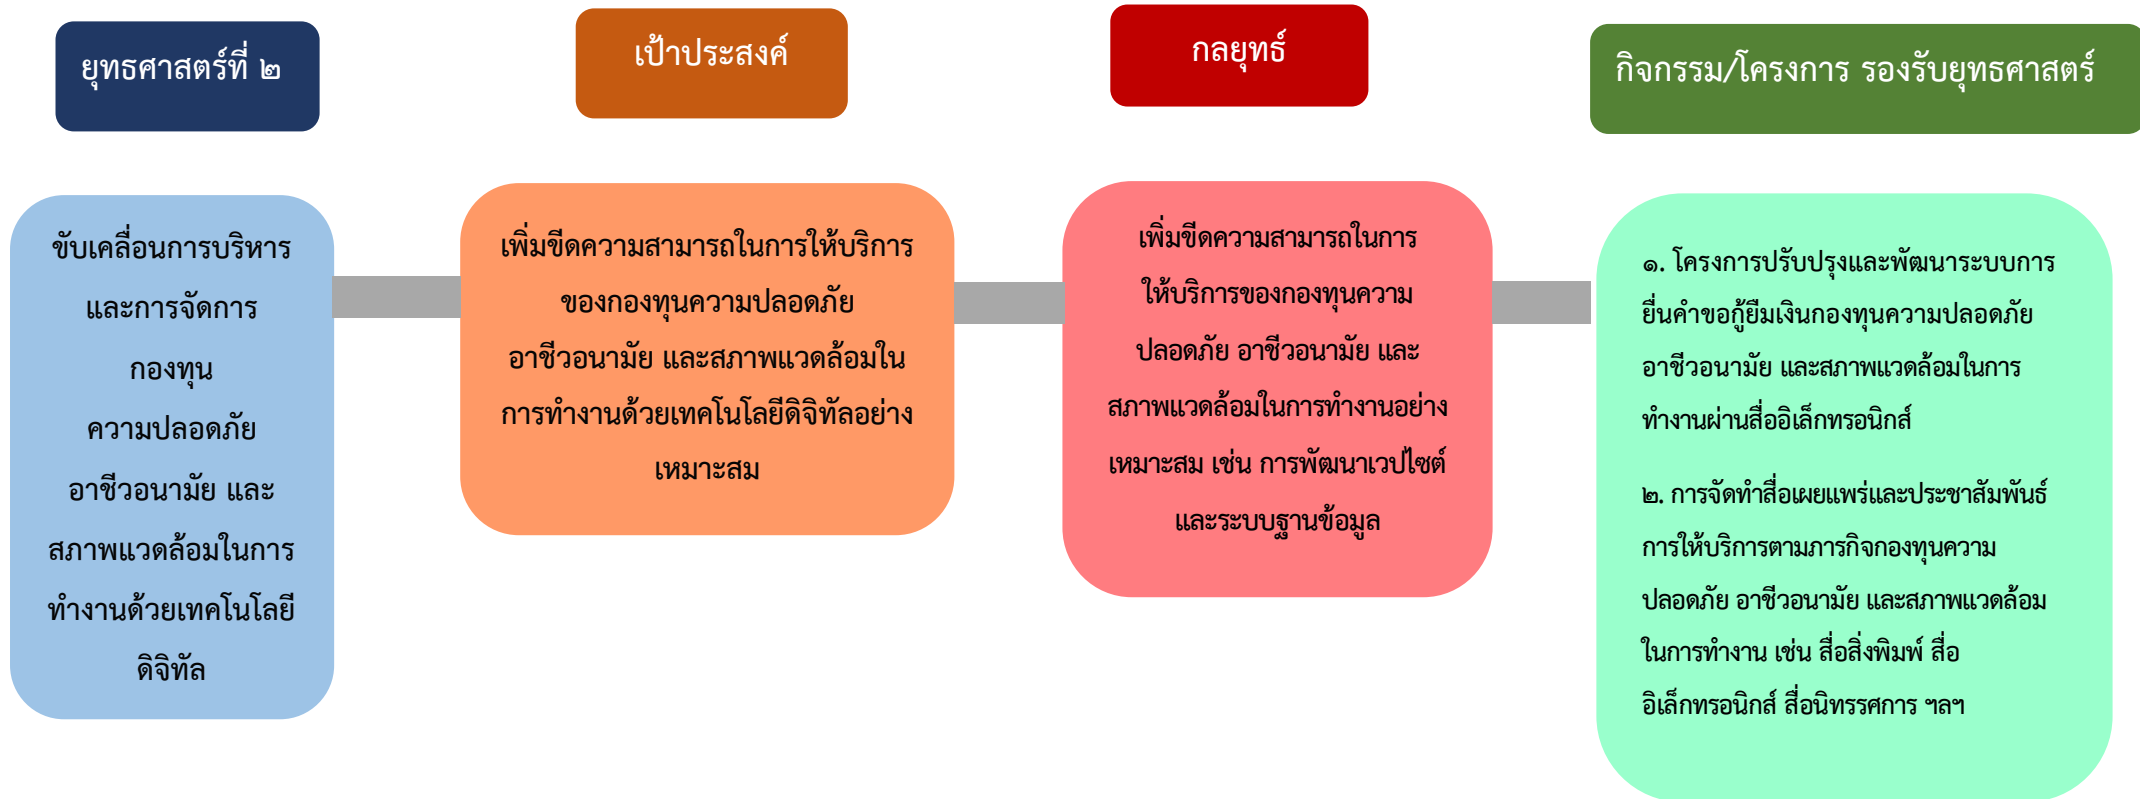 ยุทธศาสตร์ที่ ๒
เป้าประสงค์
กลยุทธ์
กิจกรรม/โครงการ รองรับยุทธศาสตร์
ขับเคลื่อนการบริหาร
และการจัดการ
กองทุน
ความปลอดภัย
อาชีวอนามัย และ
สภาพแวดล้อมในการ
ทำงานด้วยเทคโนโลยี
ดิจิทัล
เพิ่มขีดความสามารถในการให้บริการ
ของกองทุนความปลอดภัย
อาชีวอนามัย และสภาพแวดล้อมใน
การทำงานด้วยเทคโนโลยีดิจิทัลอย่าง
เหมาะสม
เพิ่มขีดความสามารถในการ
ให้บริการของกองทุนความ
ปลอดภัย อาชีวอนามัย และ
สภาพแวดล้อมในการทำงานอย่าง
เหมาะสม เช่น การพัฒนาเวปไซต์
และระบบฐานข้อมูล
๑. โครงการปรับปรุงและพัฒนาระบบการ
ยื่นคำขอกู้ยืมเงินกองทุนความปลอดภัย
อาชีวอนามัย และสภาพแวดล้อมในการ
ทำงานผ่านสื่ออิเล็กทรอนิกส์
๒. การจัดทำสื่อเผยแพร่และประชาสัมพันธ์
การให้บริการตามภารกิจกองทุนความ
ปลอดภัย อาชีวอนามัย และสภาพแวดล้อม
ในการทำงาน เช่น สื่อสิ่งพิมพ์ สื่อ
อิเล็กทรอนิกส์ สื่อนิทรรศการ ฯลฯ